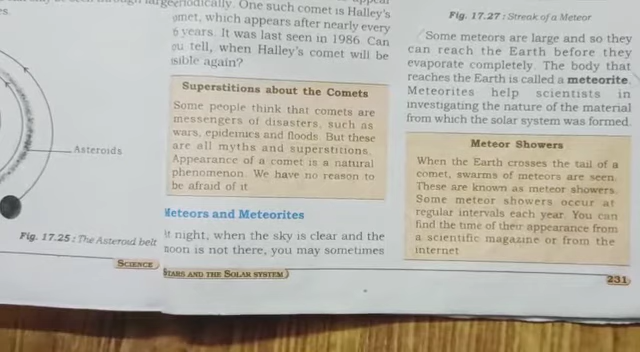 Asteroids
Fig. 17.25 : The Asteroid belt
SCIENCE
periodically. One such comet is Halley's
omet, which appears after nearly every
6 years. It was last seen in 1986. Can
ou tell, when Halley's comet will be
isible again?
Superstitions about the Comets
Some people think that comets are
messengers of disasters, such as
wars, epidemics and floods. But these
are all myths and superstitions.
Appearance of a comet is a natural
phenomenon. We have no reason to
be afraid of it.
Meteors and Meteorites
At night, when the sky is clear and the
moon is not there, you may sometimes
STARS AND THE SOLAR SYSTEM
Fig. 17.27 : Streak of a Meteor
Some meteors are large and so they
can reach the Earth before they
evaporate completely. The body that
reaches the Earth is called a meteorite.
Meteorites help scientists in
investigating the nature of the material
from which the solar system was formed.
Meteor Showers
When the Earth crosses the tail of a
comet, swarms of meteors are seen.
These are known as meteor showers.
Some meteor showers occur at
regular intervals each year. You can
find the time of their appearance from
a scientific magazine or from the
internet.
231